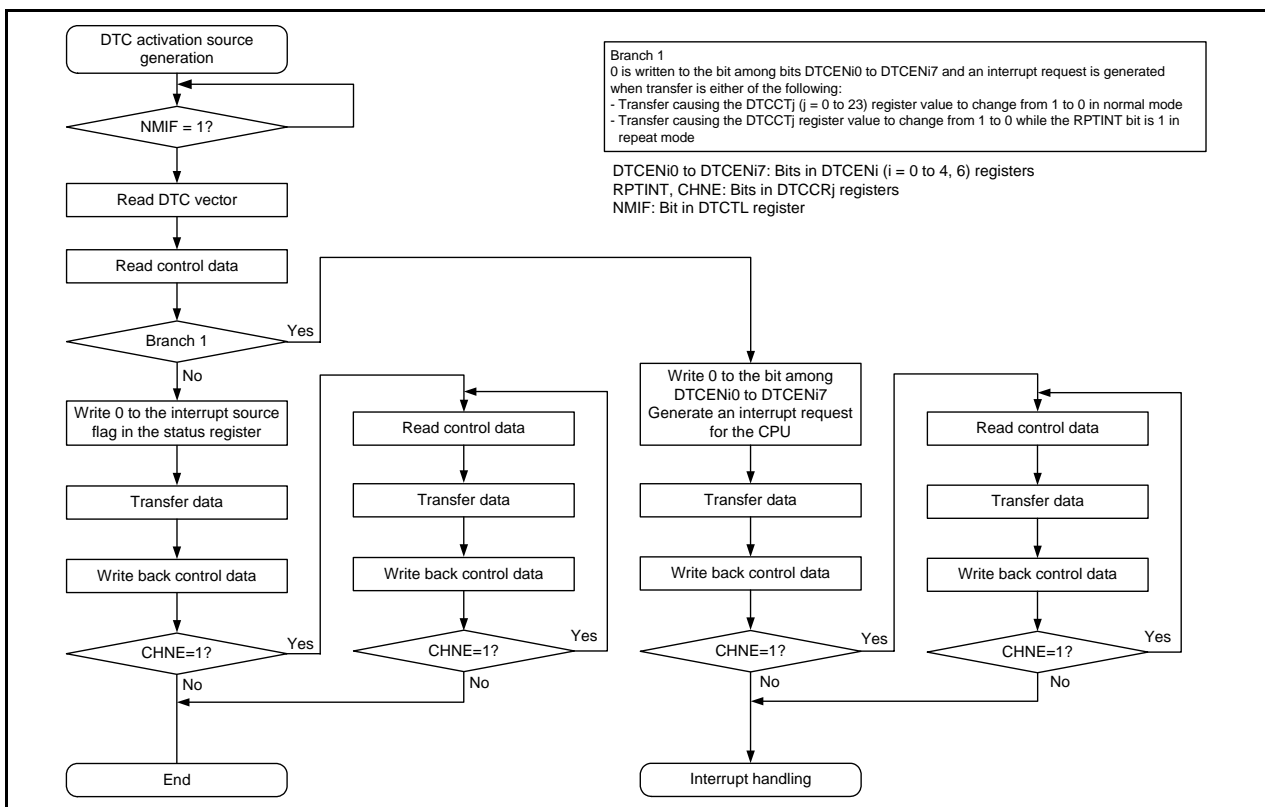 DTC activation source
generation
NMIF = 1?
Read DTC vector
Read control data
Branch 1
Yes
No
Write 0 to the interrupt source
flag in the status register
Transfer data
Write back control data
CHNE=1?
Yes
No
End
Read control data
Transfer data
Write back control data
CHNE=1?
Yes
No
Branch 1
0 is written to the bit among bits DTCENi0 to DTCENi7 and an interrupt request is generated
when transfer is either of the following:
- Transfer causing the DTCCTj (j = 0 to 23) register value to change from 1 to 0 in normal mode
- Transfer causing the DTCCTj register value to change from 1 to 0 while the RPTINT bit is 1 in
repeat mode
DTCENi0 to DTCENi7: Bits in DTCENi (i = 0 to 4, 6) registers
RPTINT, CHNE: Bits in DTCCRj registers
NMIF: Bit in DTCTL register
Write 0 to the bit among
DTCENi0 to DTCENi7
Generate an interrupt request
for the CPU
Transfer data
Write back control data
CHNE=1?
Yes
No
Interrupt handling
Read control data
Transfer data
Write back control data
CHNE=1?
Yes
No